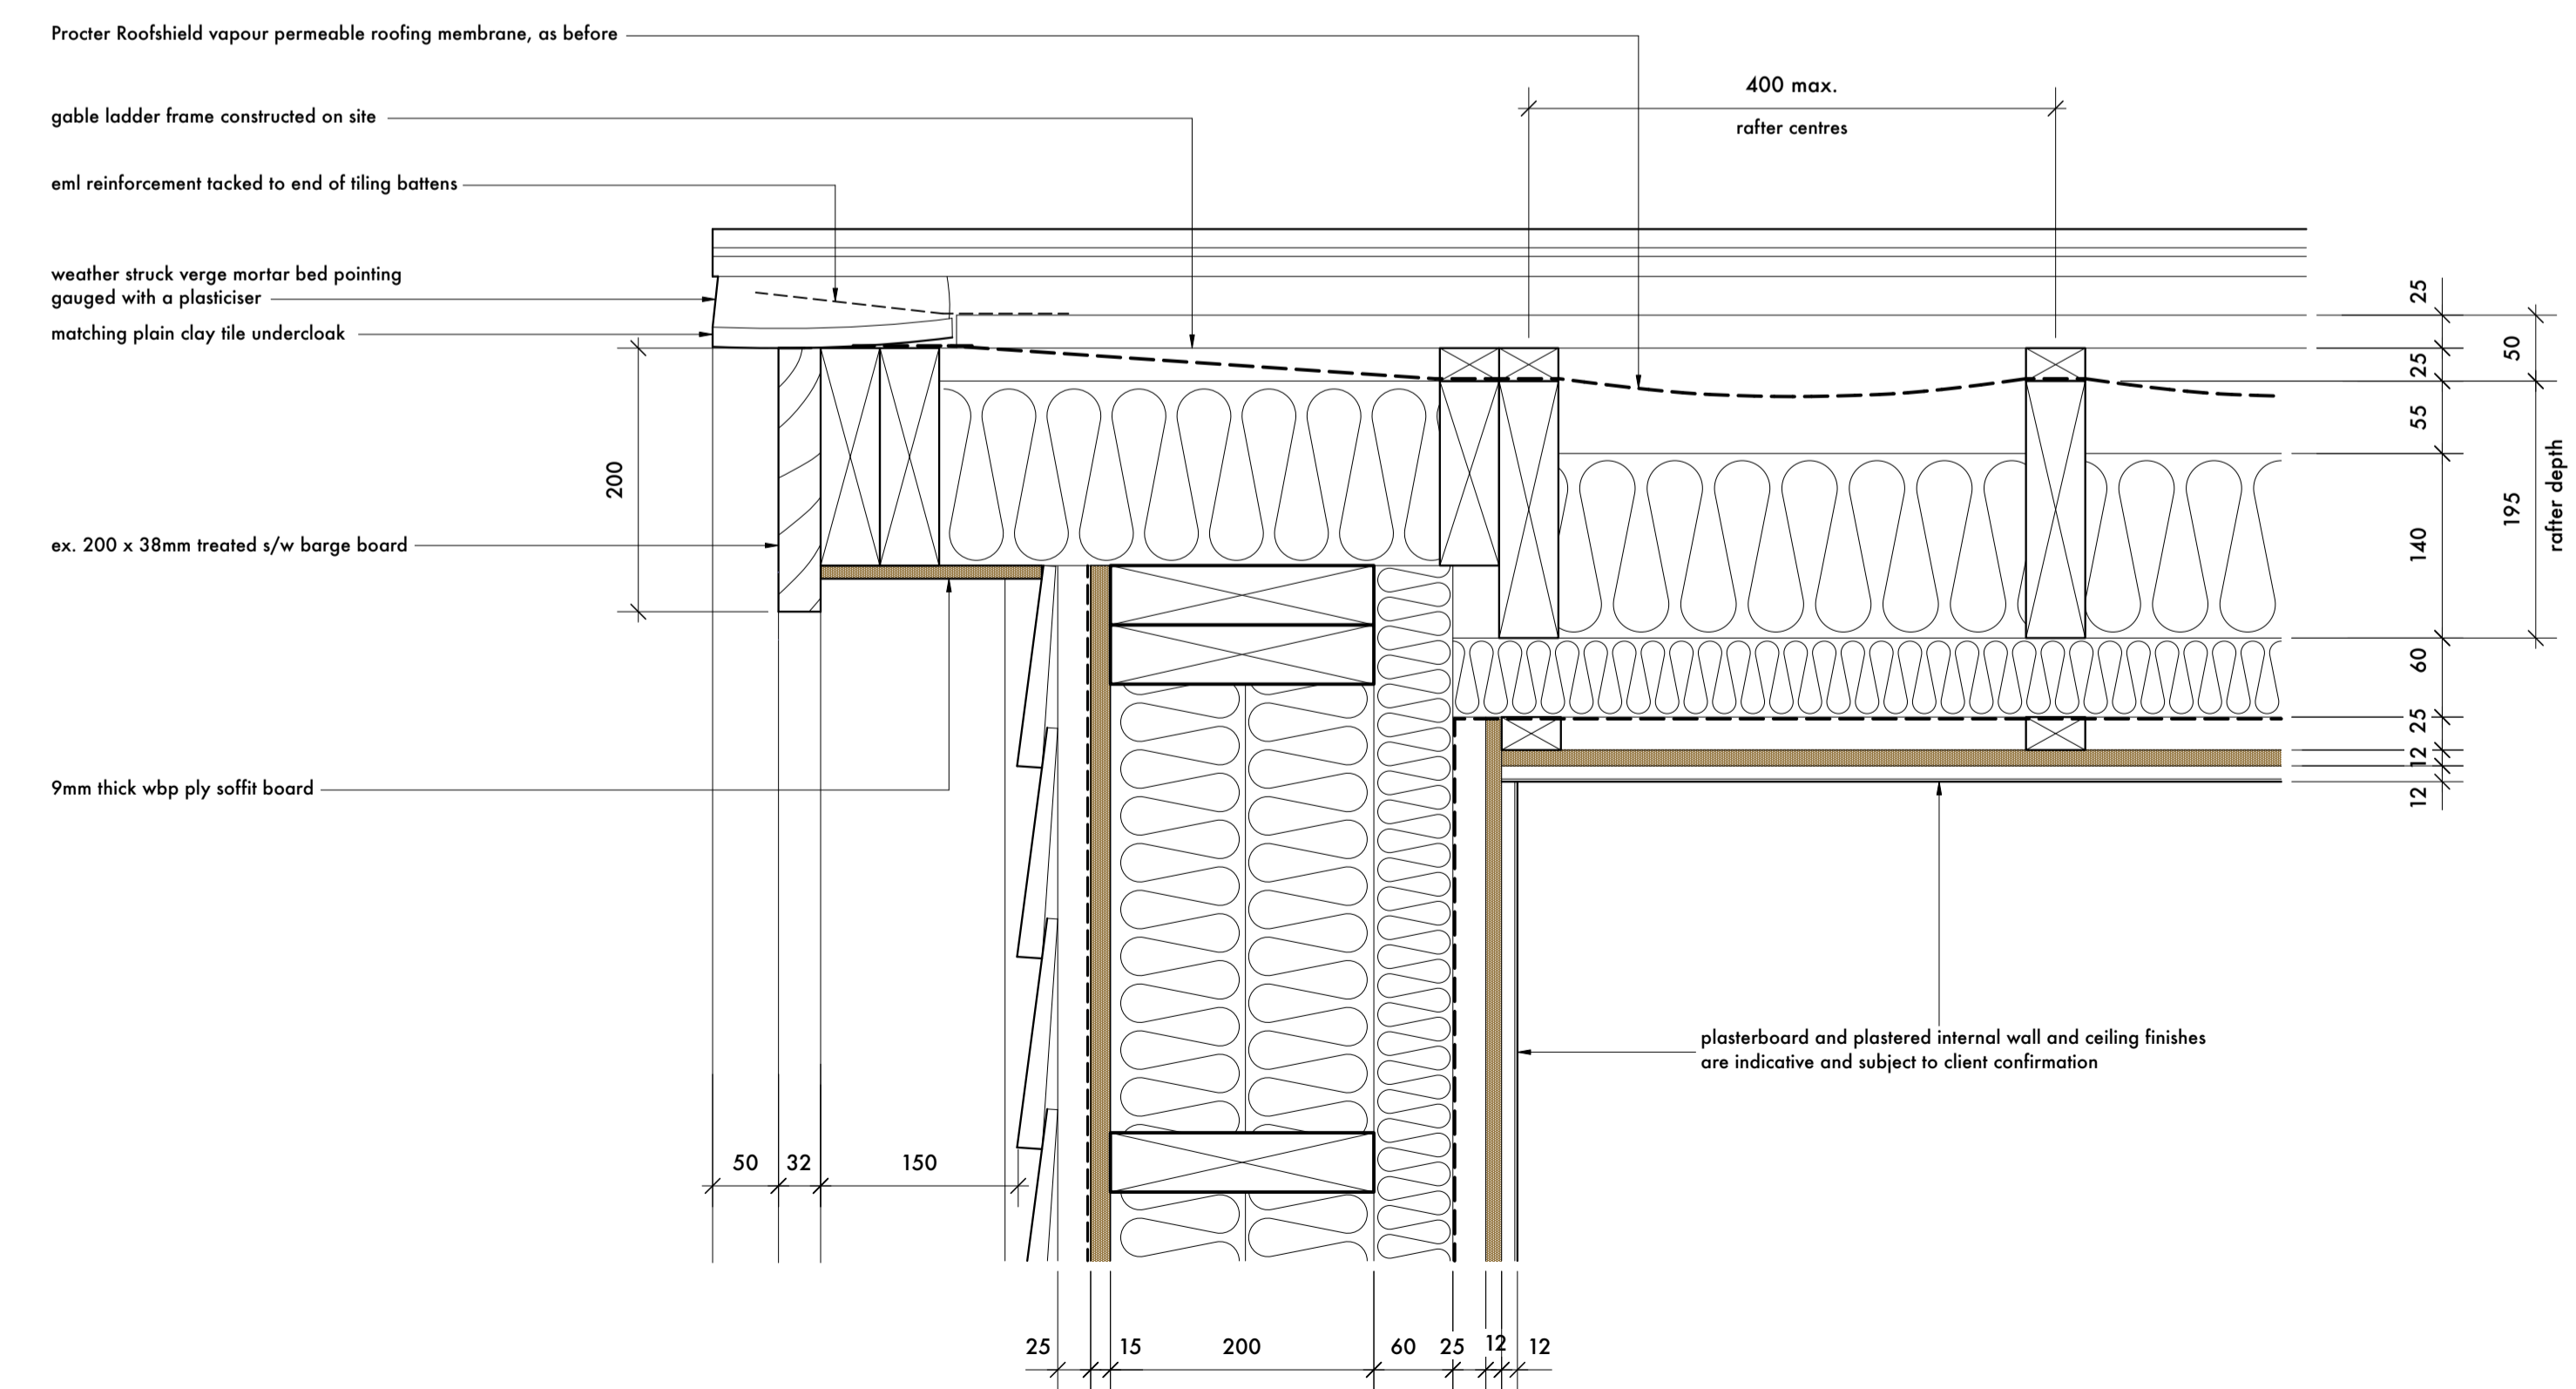 Procter Roofshield vapour permeable roofing membrane, as before
400 max.
gable ladder frame constructed on site
rafter centres
eml reinforcement tacked to end of tiling battens
weather struck verge mortar bed pointing
gauged with a plasticiser
matching plain clay tile undercloak
25
50
25
55
200
195
rafter depth
ex. 200 x 38mm treated s/w barge board
140
60
25
12
12
9mm thick wbp ply soffit board
plasterboard and plastered internal wall and ceiling finishes
are indicative and subject to client confirmation
50 32 150
25 15 200 60 25 12 12